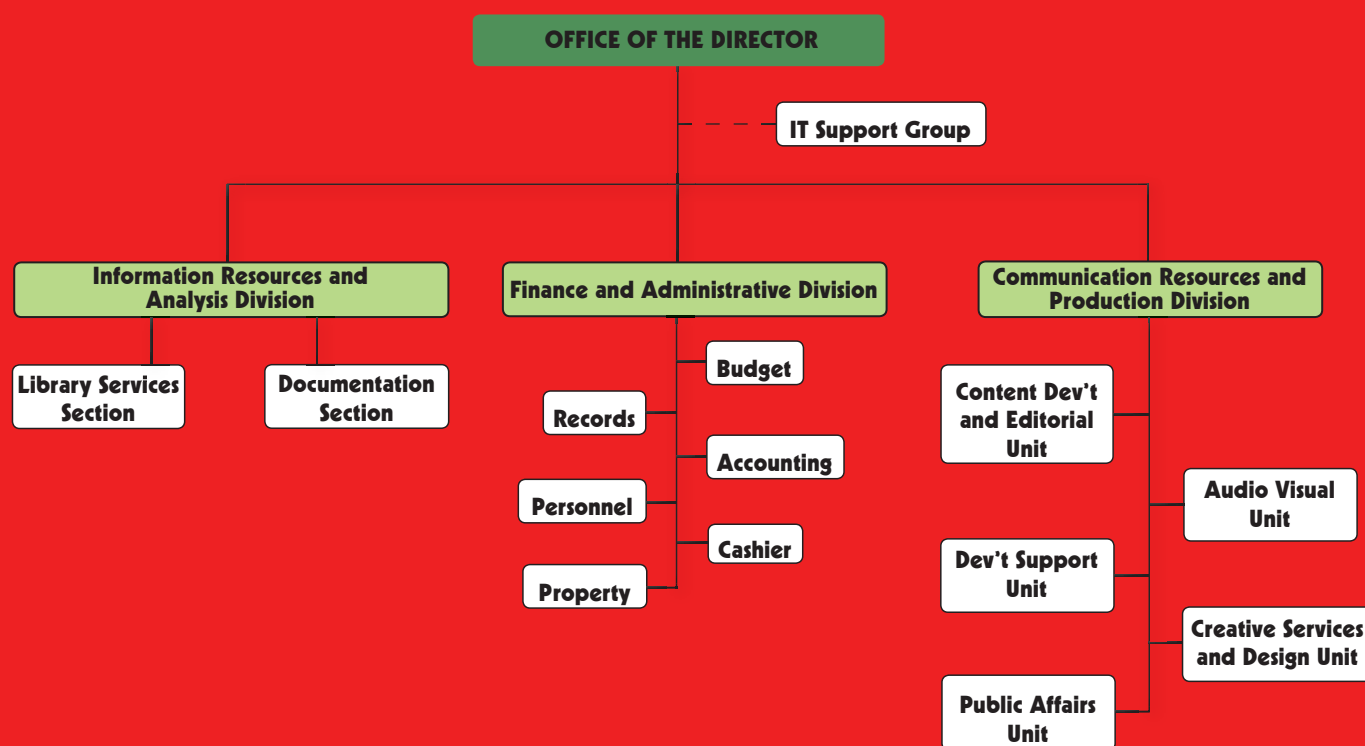 OFFICE OF THE DIRECTOR
IT Support Group
Information Resources and
Analysis Division
Finance and Administrative Division
Communication Resources and
Production Division
Library Services
Section
Documentation
Section
Budget
Records
Accounting
Personnel
Cashier
Property
Content Dev't
and Editorial
Unit
Audio Visual
Unit
Dev't Support
Unit
Creative Services
and Design Unit
Public Affairs
Unit